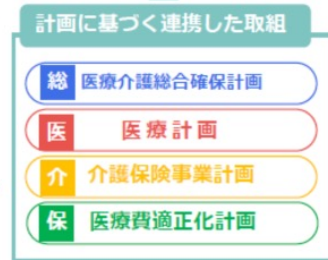 計画に基づく連携した取組
総 医療介護総合確保計画
医 医療計画
介 介護保険事業計画
保 医療費適正化計画